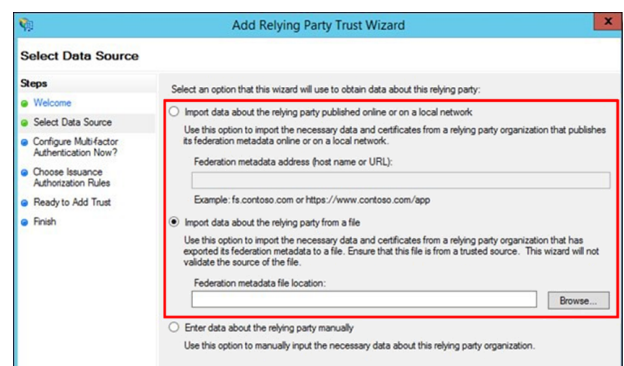 Add Relying Party Trust Wizard
x
Select Data Source
Steps
Welcome
Select Data Source
Configure Multi-factor
Authentication Now?
Choose Issuance
Authorization Rules
Ready to Add Trust
Finish
Select an option that this wizard will use to obtain data about this relying party:
Import data about the relying party published online or on a local network
Use this option to import the necessary data and certificates from a relying party organization that publishes
its federation metadata online or on a local network.
Federation metadata address (host name or URL):
Example: fs.contoso.com or https://www.contoso.com/app
Import data about the relying party from a file
Use this option to import the necessary data and certificates from a relying party organization that has
exported its federation metadata to a file. Ensure that this file is from a trusted source. This wizard will not
validate the source of the file.
Federation metadata file location:
Browse...
Enter data about the relying party manually
Use this option to manually input the necessary data about this relying party organization.